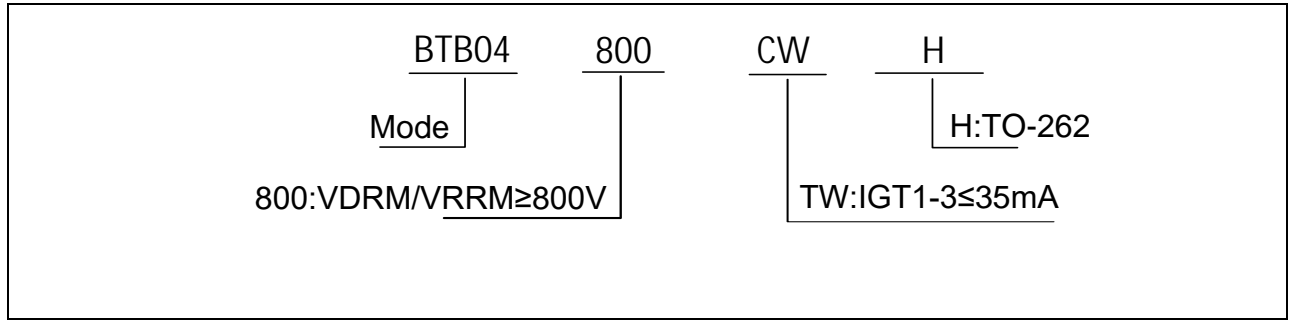 BTB04 800 CW H
Mode H:TO-262
800:VDRM/VRRM≥800V TW:IGT1-3≤35mA